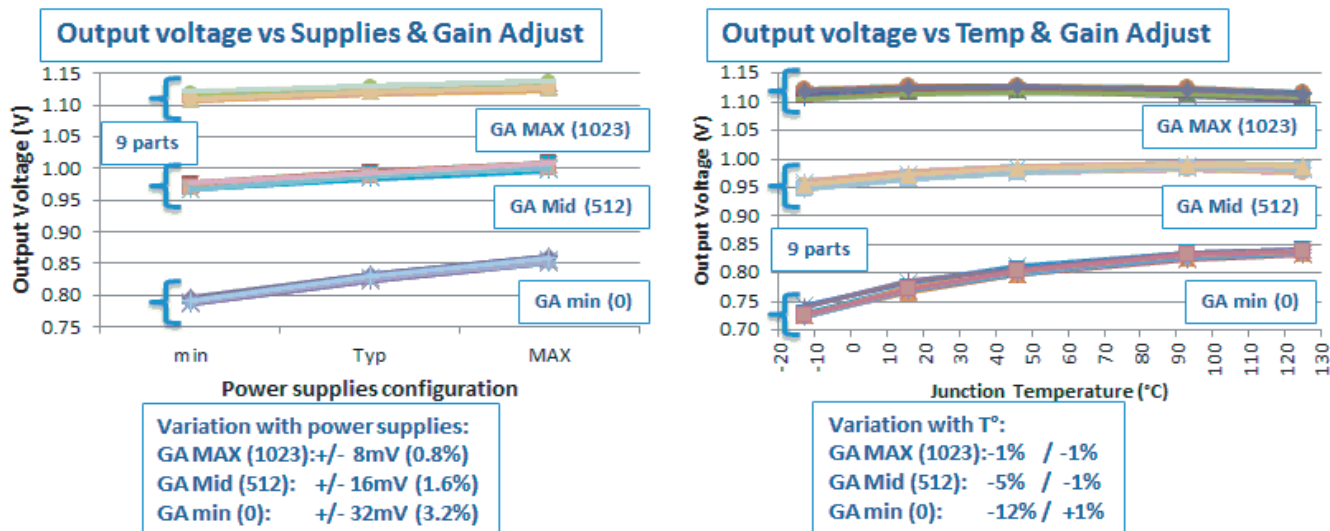 Output voltage vs Supplies & Gain Adjust
Output Voltage (V)
1.15
1.10
1.05
1.00
0.95
0.90
0.85
0.80
0.75
9 parts
GA MAX (1023)
GA Mid (512)
GA min (0)
min Typ MAX
Power supplies configuration
Variation with power supplies:
GA MAX (1023):+/- 8mV (0.8%)
GA Mid (512): +/- 16mV (1.6%)
GA min (0): +/- 32mV (3.2%)
Output voltage vs Temp & Gain Adjust
Output Voltage (V)
1.15
1.10
1.05
1.00
0.95
0.90
0.85
0.80
0.75
0.70
GA MAX (1023)
GA Mid (512)
9 parts
GA min (0)
-20 -10 0 10 20 30 40 50 60 70 80 90 100 110 120 130
Junction Temperature (°C)
Variation with T°:
GA MAX (1023):-1% / -1%
GA Mid (512): -5% / -1%
GA min (0): -12% / +1%